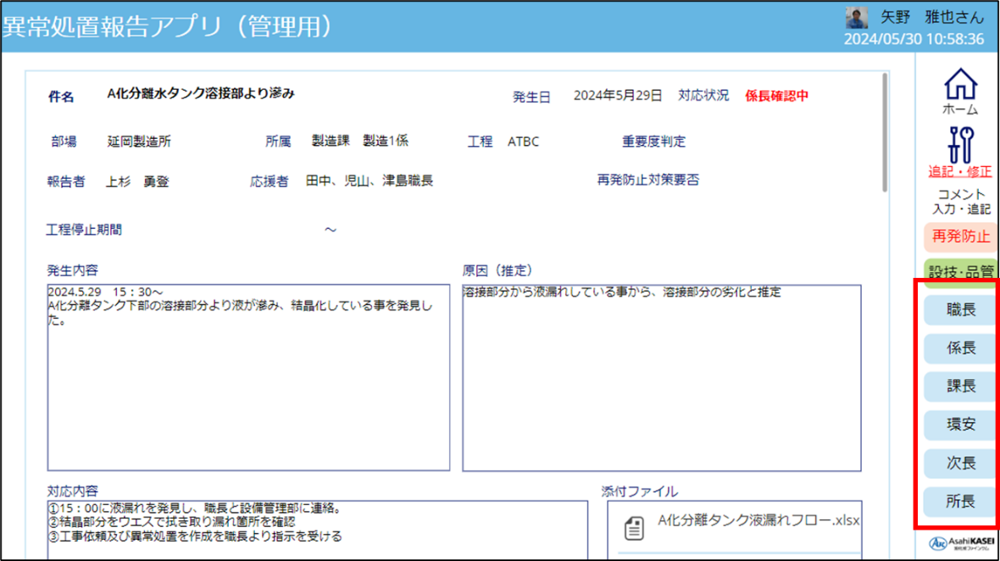 異常処置報告アプリ（管理用）
矢野　雅也さん
2024/05/30 10:58:36
件名　A化分離水タンク溶接部より滲み　発生日　2024年5月29日　対応状況　係長確認中
部場　延岡製造所　所属　製造課　製造1係　工程　ATBC　重要度判定
報告者　上杉　勇登　応援者　田中、児山、津島職長　再発防止対策要否
工程停止期間　～
発生内容
2024.5.29　15：30～
A化分離タンク下部の溶接部分より液が滲み、結晶化している事を発見し
た。
原因（推定）
溶接部分から液漏れしている事から、溶接部分の劣化と推定
対応内容
①15：00に液漏れを発見し、職長と設備管理部に連絡。
②結晶部分をウエスで拭き取り漏れ箇所を確認
③工事依頼及び異常処置を作成を職長より指示を受ける
添付ファイル
A化分離タンク液漏れフロー.xlsx
ホーム
追記・修正
コメント
入力・追記
再発防止
設技・品管
職長
係長
課長
環安
次長
所長
AsahiKASEI